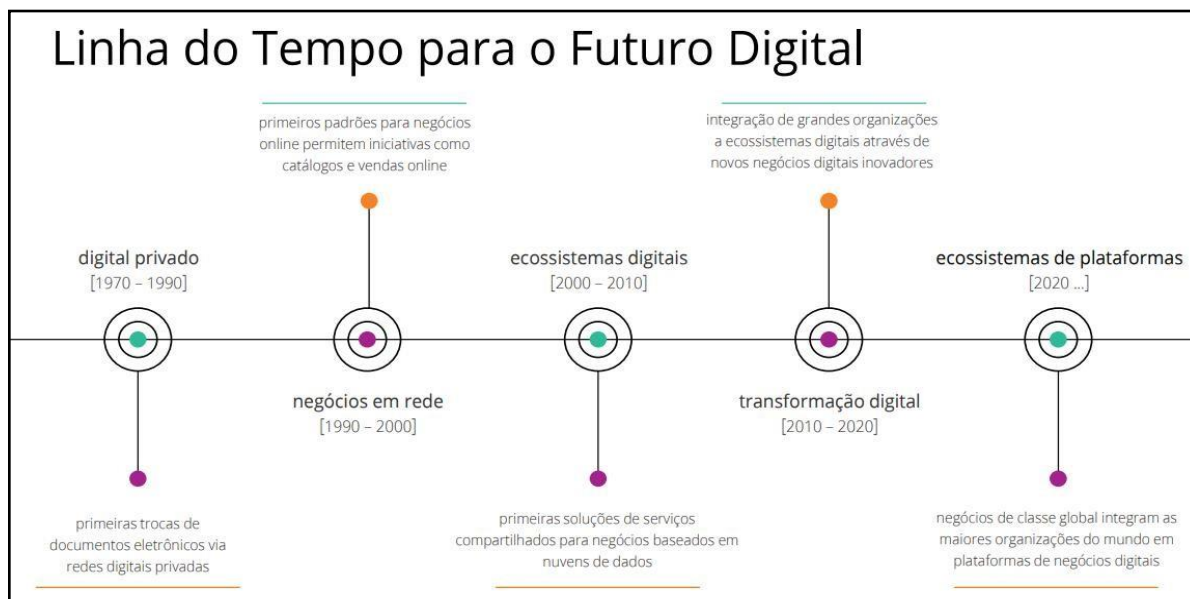 Linha do Tempo para o Futuro Digital
primeiros padrões para negócios
online permitem iniciativas como
catálogos e vendas online
integração de grandes organizações
a ecossistemas digitais através de
novos negócios digitais inovadores
digital privado
[1970 – 1990]
ecossistemas digitais
[2000 – 2010]
ecossistemas de plataformas
[2020 ...]
negócios em rede
[1990 – 2000]
transformação digital
[2010 – 2020]
primeiras trocas de
documentos eletrônicos via
redes digitais privadas
primeiras soluções de serviços
compartilhados para negócios baseados em
nuvens de dados
negócios de classe global integram as
maiores organizações do mundo em
plataformas de negócios digitais